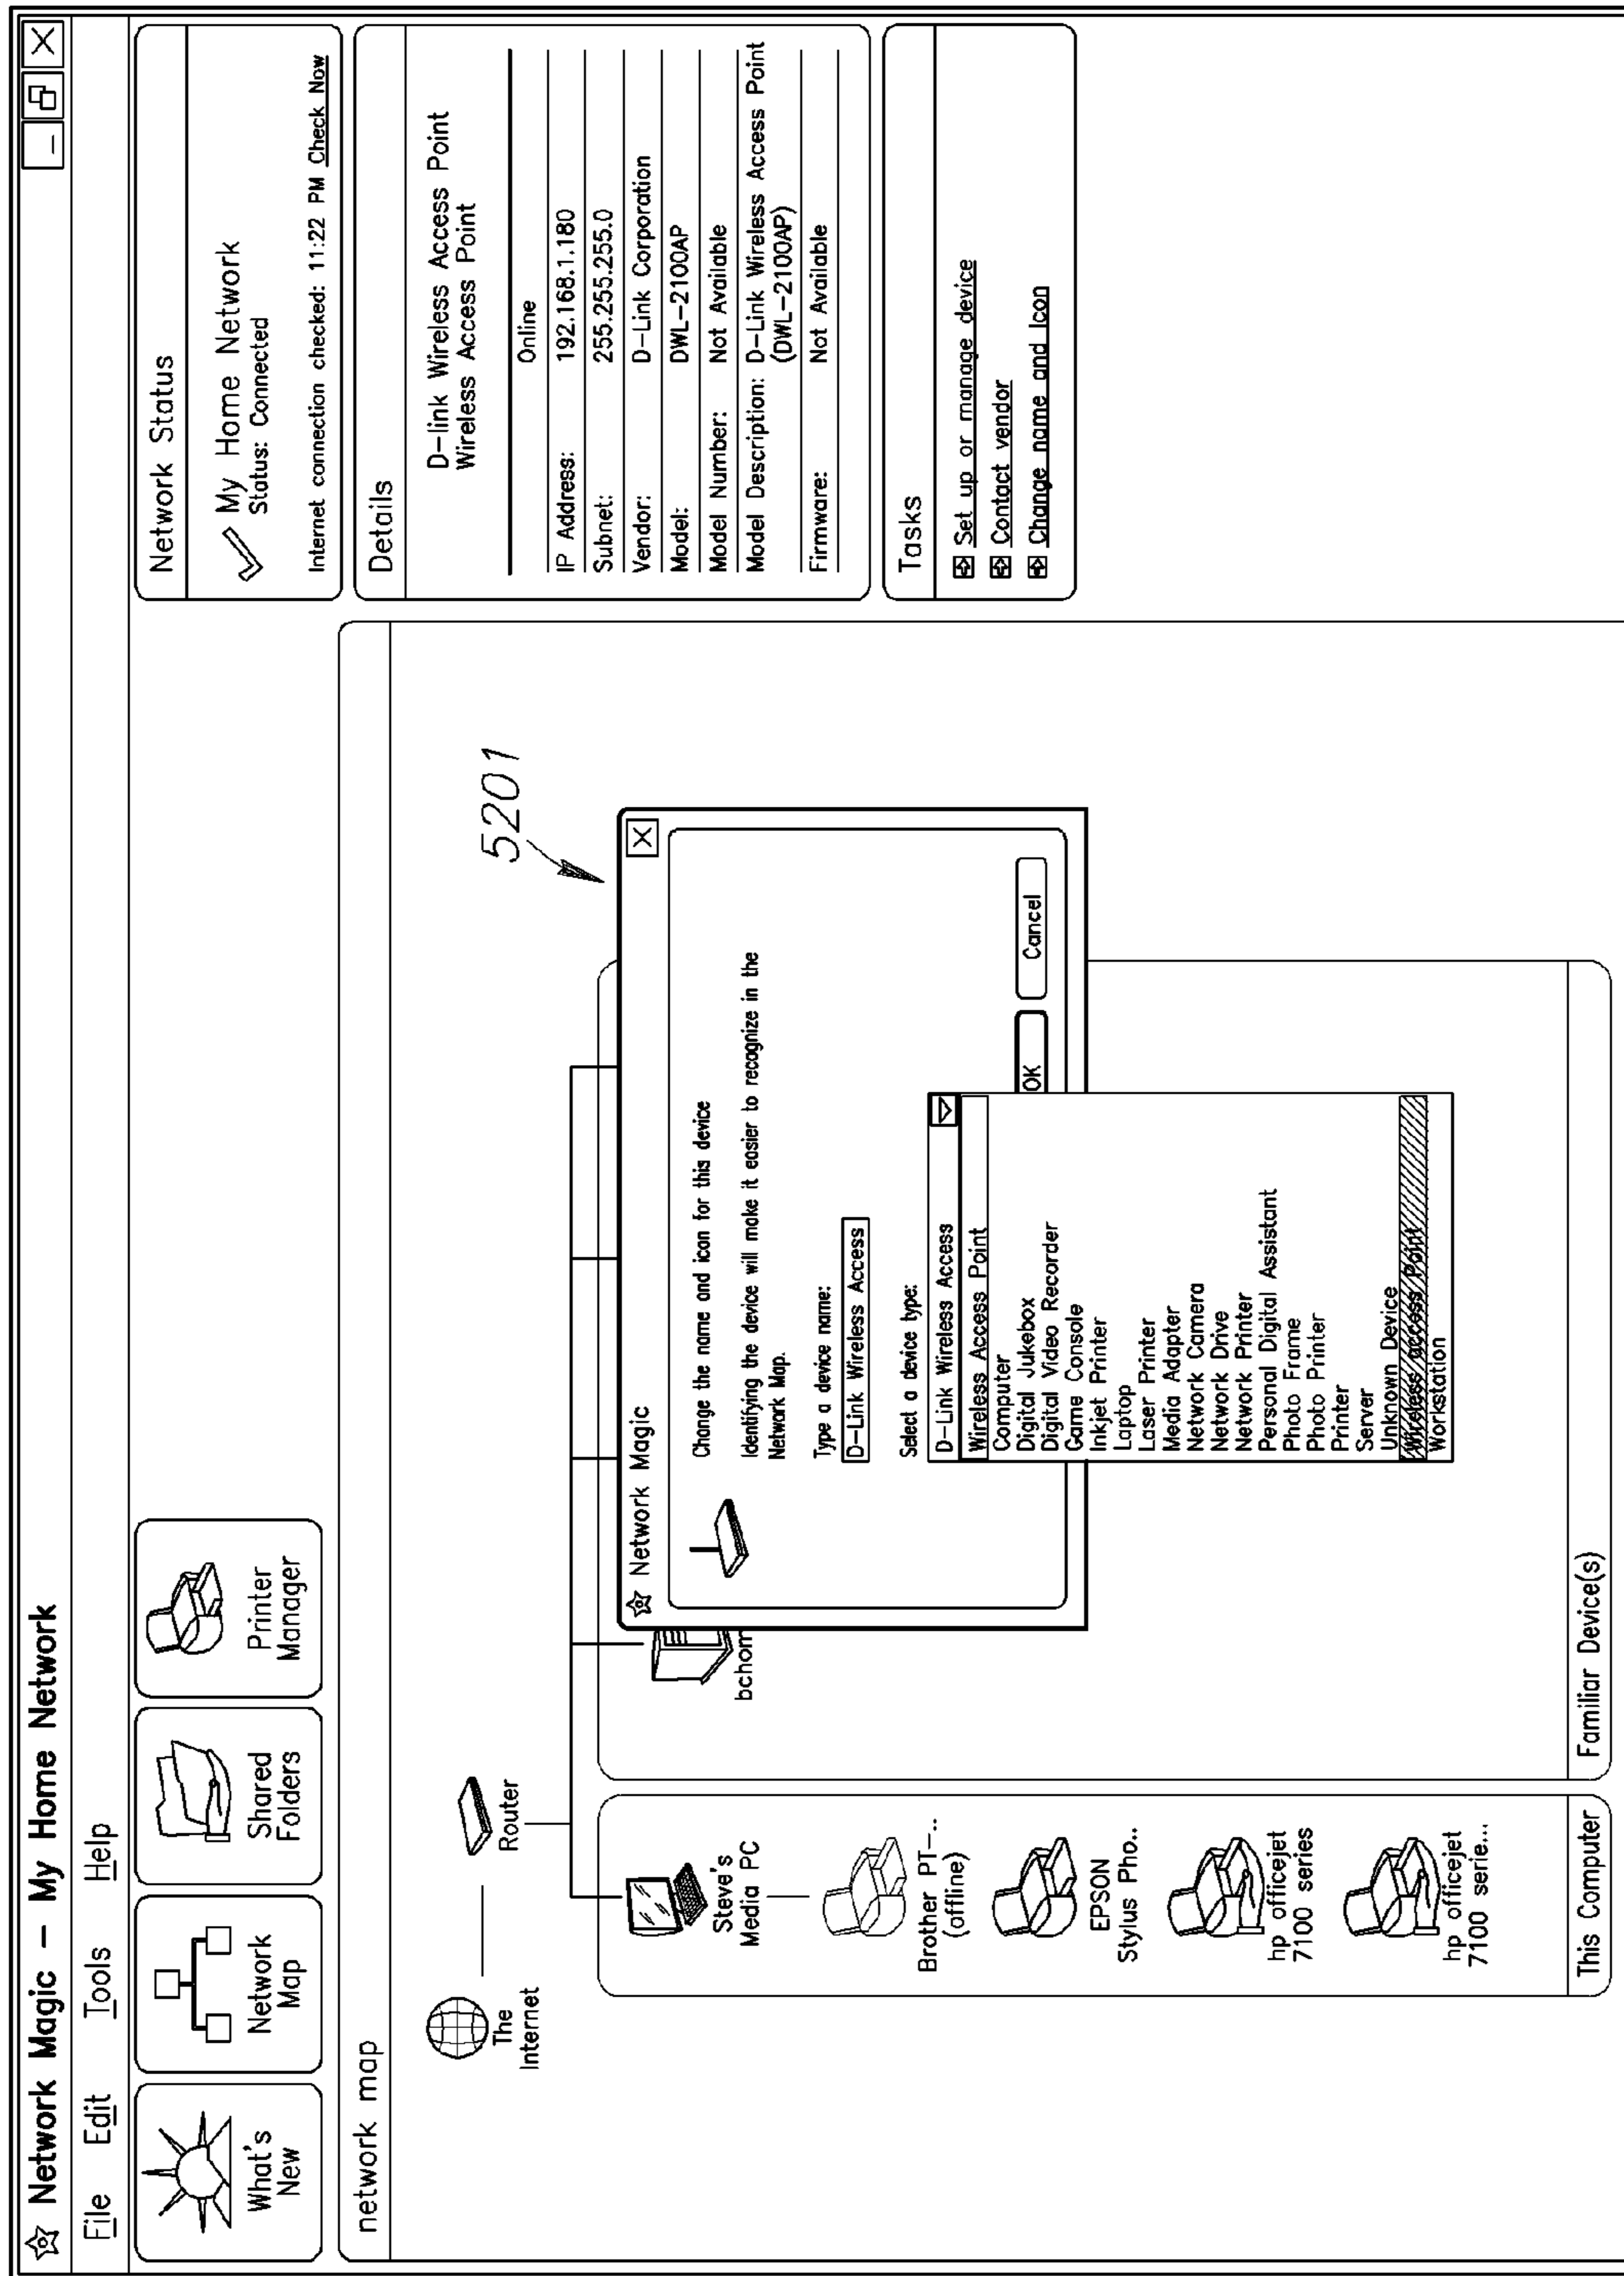 Network Magic - My Home Network
File Edit Tools Help
What's
New
Network
Map
Shared
Folders
Printer
Manager
network map
The
Internet
Router
Steve's
Media PC
Brother PT-..
(offline)
EPSON
Stylus Pho..
hp officejet
7100 series
hp officejet
7100 serie...
This Computer
bchom
Familiar Device(s)
5201
Network Magic
Change the name and icon for this device
Identifying the device will make it easier to recognize in the
Network Map.
Type a device name:
D-Link Wireless Access
Select a device type:
D-Link Wireless Access
Wireless Access Point
Computer
Digital Jukebox
Digital Video Recorder
Game Console
Inkjet Printer
Laptop
Laser Printer
Media Adapter
Network Camera
Network Drive
Network Printer
Personal Digital Assistant
Photo Frame
Photo Printer
Printer
Server
Unknown Device
Wireless access Point
Workstation
OK Cancel
Network Status
My Home Network
Status: Connected
Internet connection checked: 11:22 PM Check Now
Details
D-link Wireless Access Point
Wireless Access Point
Online
IP Address: 192.168.1.180
Subnet: 255.255.255.0
Vendor: D-Link Corporation
Model: DWL-2100AP
Model Number: Not Available
Model Description: D-Link Wireless Access Point
(DWL-2100AP)
Firmware: Not Available
Tasks
Set up or manage device
Contact vendor
Change name and Icon